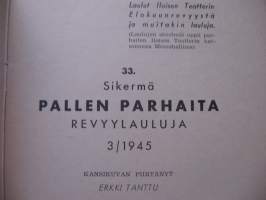 Laulut Iloisen Teatterin
Elokuunrevyystä
ja muitakin lauluja.
33.
Sikermä
PALLEN PARHAITA
REVYYLAULUJA
3/1945
KANSIKUVAN PIIRTÄNYT
ERKKI TANTTU